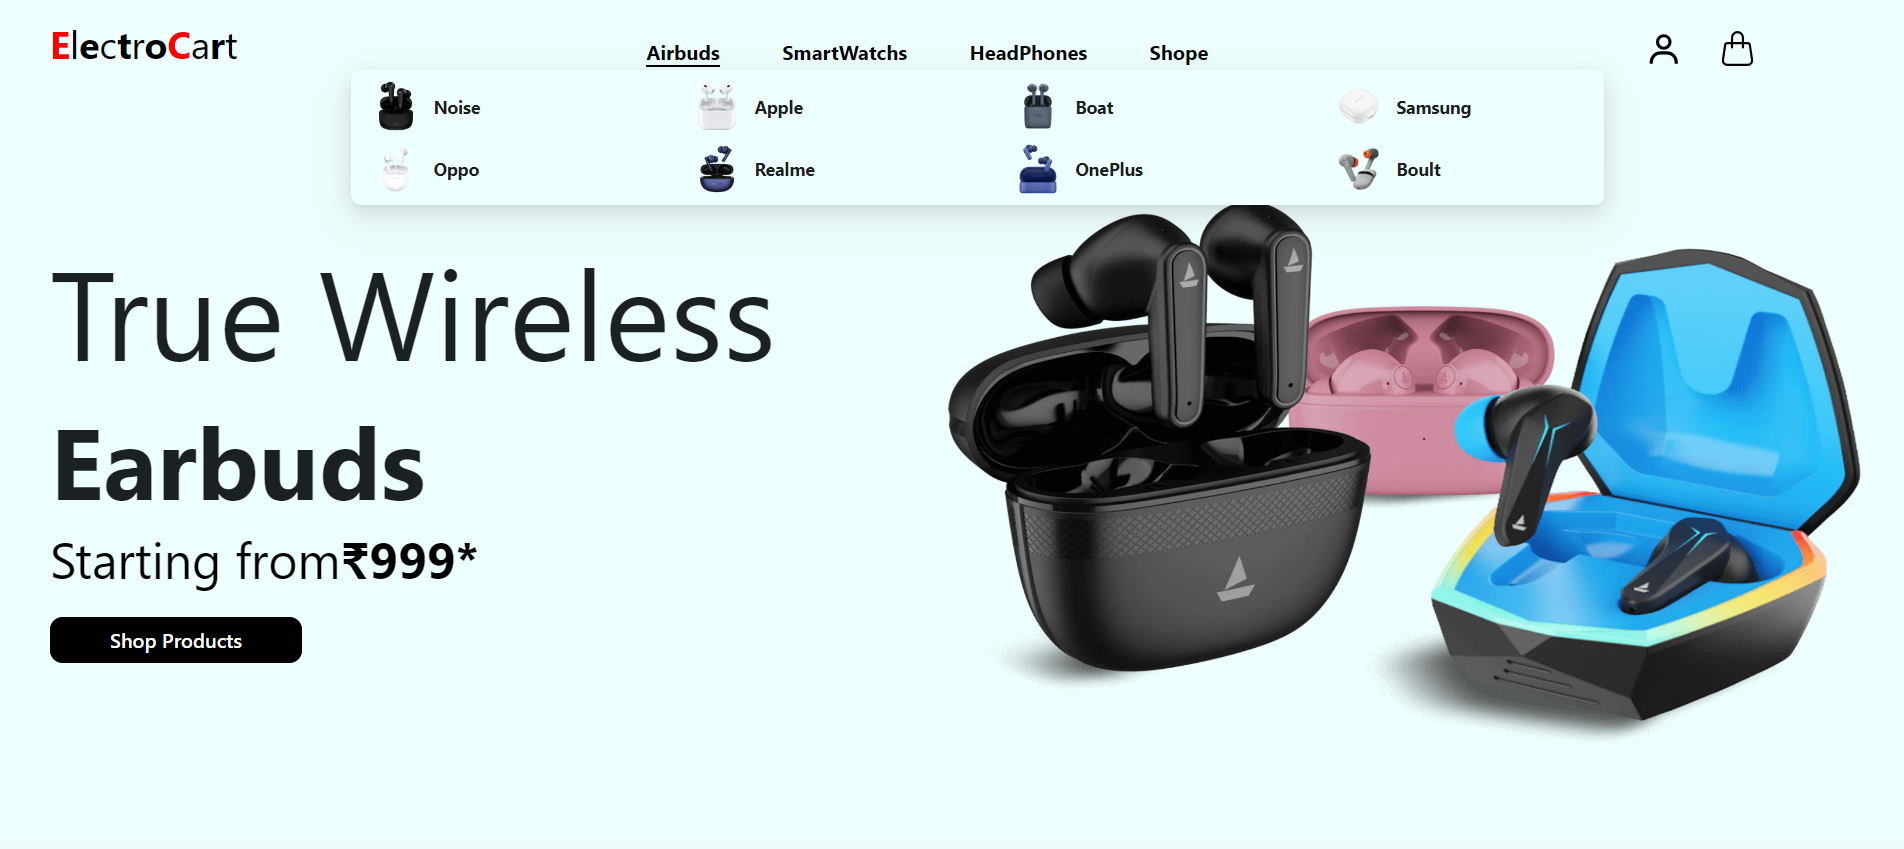 ElectroCart
Airbuds SmartWatchs HeadPhones Shope
Noise Apple Boat Samsung
Oppo Realme OnePlus Boult
True Wireless
Earbuds
Starting from₹999*
Shop Products